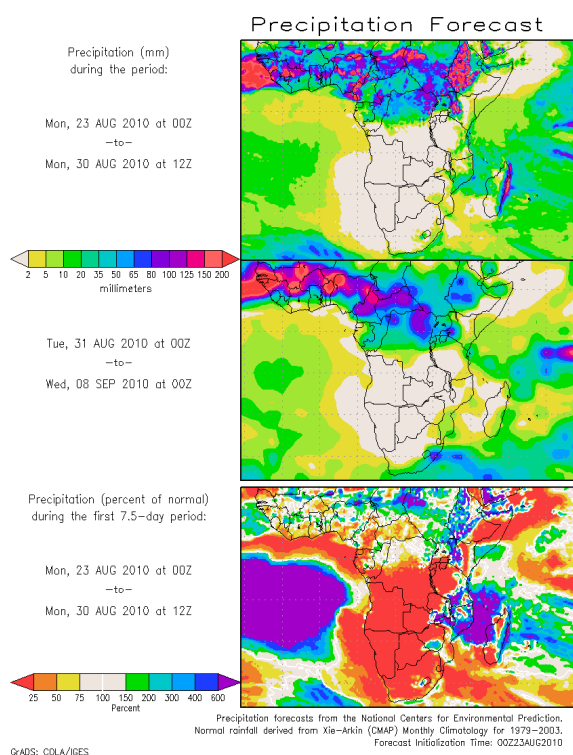 Precipitation Forecast
Precipitation (mm)
during the period:
Mon, 23 AUG 2010 at 00Z
-to-
Mon, 30 AUG 2010 at 12Z
2 5 10 20 35 50 65 80 100 125 150 200
millimeters
Tue, 31 AUG 2010 at 00Z
-to-
Wed, 08 SEP 2010 at 00Z
Precipitation (percent of normal)
during the first 7.5-day period:
Mon, 23 AUG 2010 at 00Z
-to-
Mon, 30 AUG 2010 at 12Z
25 50 75 100 150 200 300 400 600
Percent
Precipitation forecasts from the National Centers for Environmental Prediction.
Normal rainfall derived from Xie-Arkin (CMAP) Monthly Climatology for 1979-2003.
Forecast Initialization Time: 00Z23AUG2010
GrADS: COLA/IGES